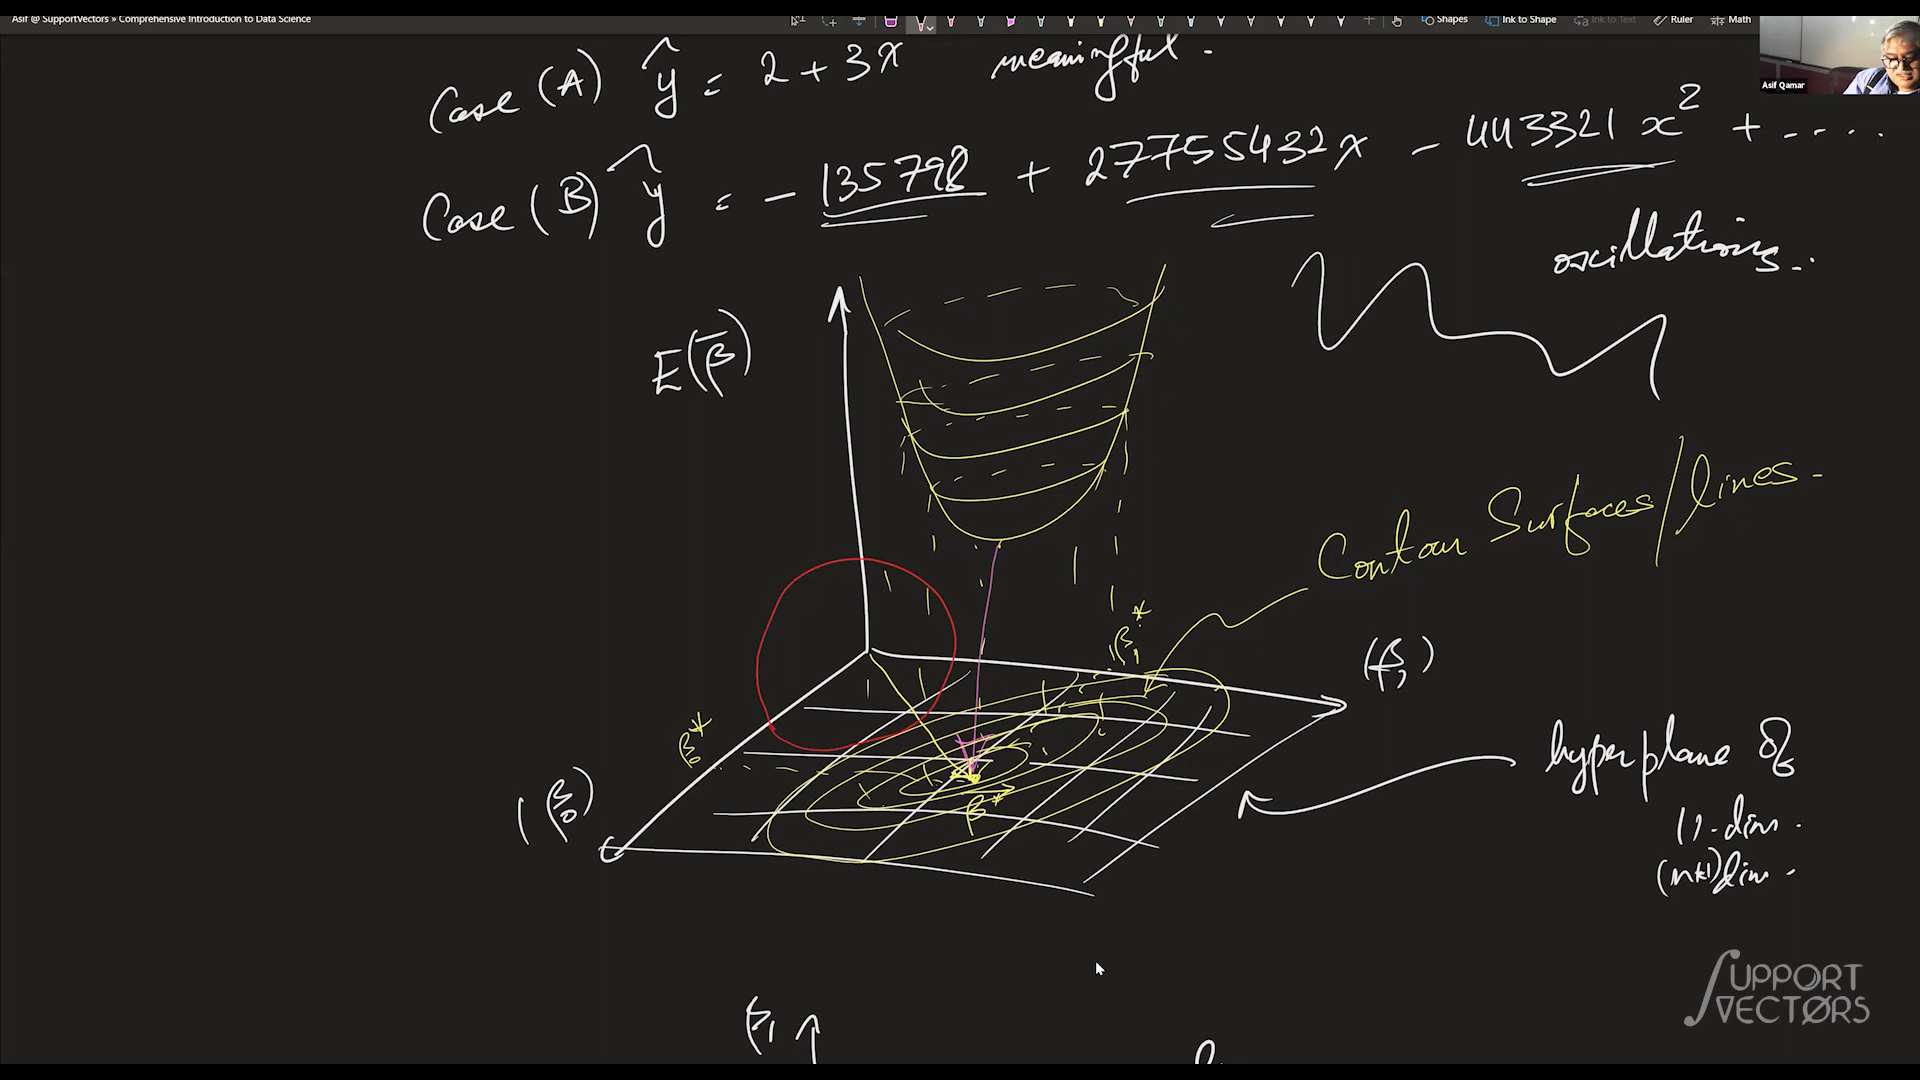 Asif @ SupportVectors » Comprehensive Introduction to Data Science
Shapes
Ink to Shape
Ink to Text
Ruler
Math
Asif Qamar
Case (A) ŷ = 2 + 3x meaningful.
Case (B) ŷ = - 135798 + 27755432x - 443321 x² + .....
oscillations..
E(β)
Contour Surfaces/lines.
β₁*
(β₁)
β₀*
(β₀)
β*
hyperplane of
(n+1)dim.
β₁
SUPPORT
VECTORS